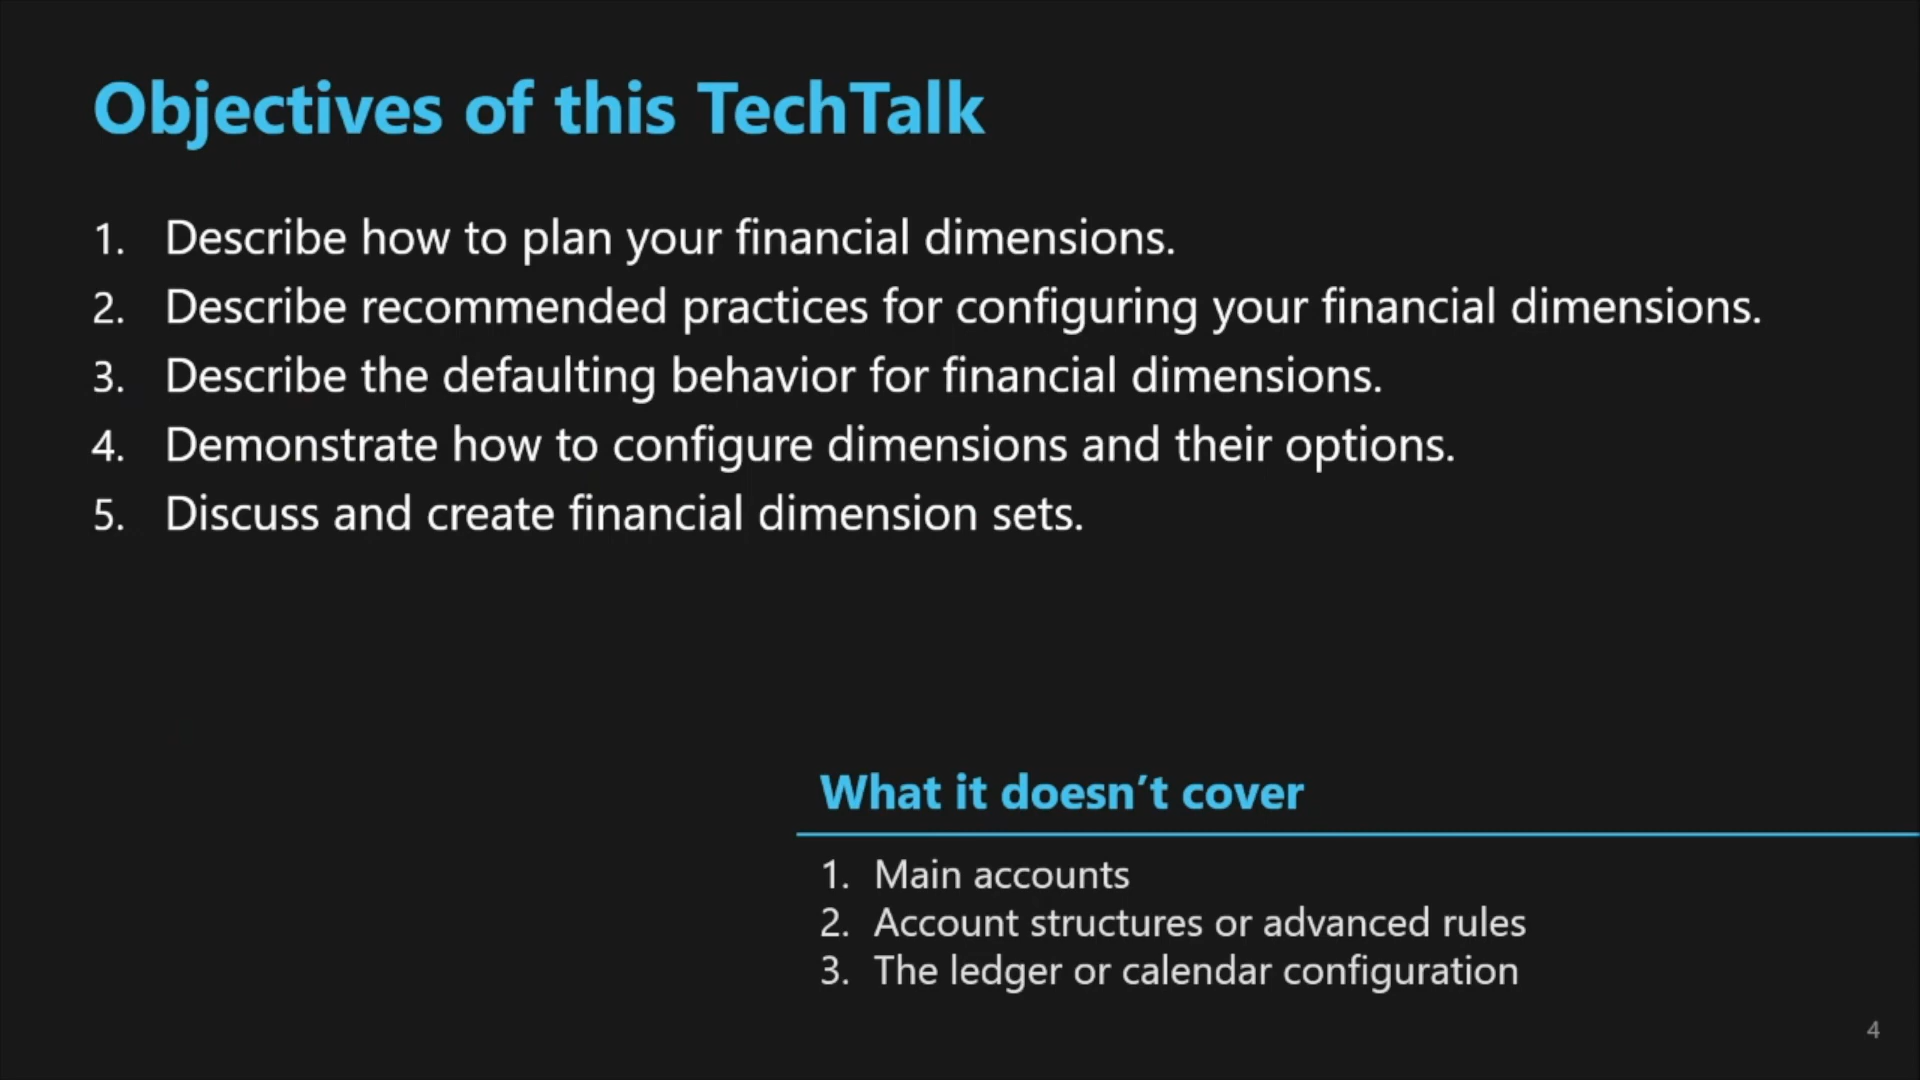 Objectives of this TechTalk
1. Describe how to plan your financial dimensions.
2. Describe recommended practices for configuring your financial dimensions.
3. Describe the defaulting behavior for financial dimensions.
4. Demonstrate how to configure dimensions and their options.
5. Discuss and create financial dimension sets.
What it doesn’t cover
1. Main accounts
2. Account structures or advanced rules
3. The ledger or calendar configuration
4